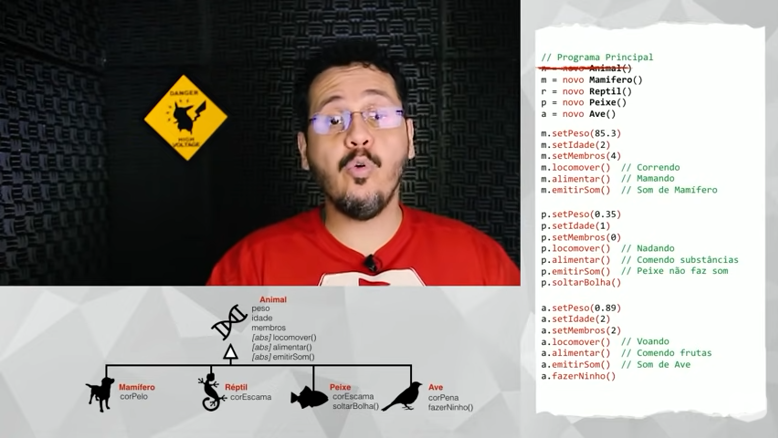 DANGER
HIGH
VOLTAGE
// Programa Principal
n = novo Animal()
m = novo Mamífero()
r = novo Reptil()
p = novo Peixe()
a = novo Ave()
m.setPeso(85.3)
m.setIdade(2)
m.setMembros(4)
m.locomover() // Correndo
m.alimentar() // Mamando
m.emitirSom() // Som de Mamífero
p.setPeso(0.35)
p.setIdade(1)
p.setMembros(0)
p.locomover() // Nadando
p.alimentar() // Comendo substâncias
p.emitirSom() // Peixe não faz som
p.soltarBolha()
a.setPeso(0.89)
a.setIdade(2)
a.setMembros(2)
a.locomover() // Voando
a.alimentar() // Comendo frutas
a.emitirSom() // Som de Ave
a.fazerNinho()
Animal
peso
idade
membros
[abs] locomover()
[abs] alimentar()
[abs] emitirSom()
Mamífero
corPelo
Réptil
corEscama
Peixe
corEscama
soltarBolha()
Ave
corPena
fazerNinho()